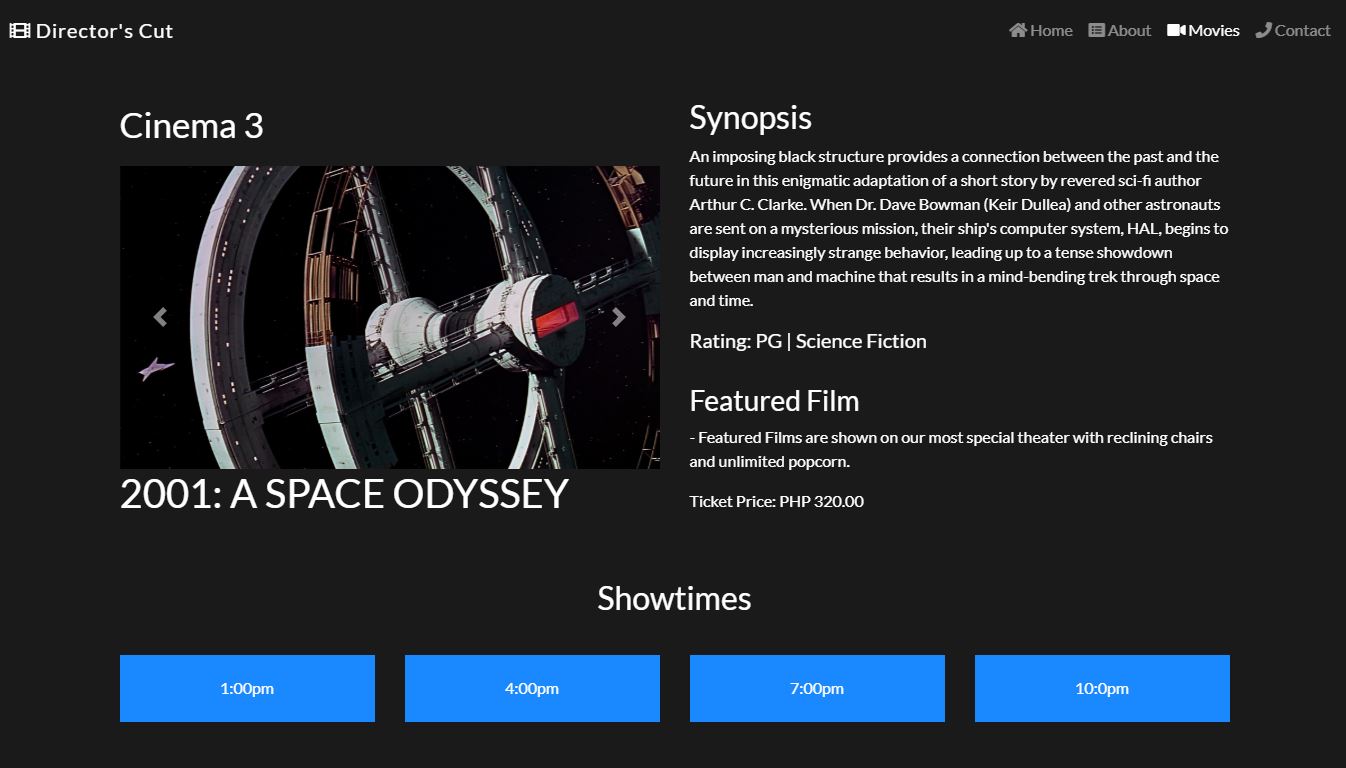 Director's Cut
Home
About
Movies
Contact
Cinema 3
2001: A SPACE ODYSSEY
Synopsis
An imposing black structure provides a connection between the past and the
future in this enigmatic adaptation of a short story by revered sci-fi author
Arthur C. Clarke. When Dr. Dave Bowman (Keir Dullea) and other astronauts
are sent on a mysterious mission, their ship's computer system, HAL, begins to
display increasingly strange behavior, leading up to a tense showdown
between man and machine that results in a mind-bending trek through space
and time.
Rating: PG | Science Fiction
Featured Film
- Featured Films are shown on our most special theater with reclining chairs
and unlimited popcorn.
Ticket Price: PHP 320.00
Showtimes
1:00pm
4:00pm
7:00pm
10:0pm